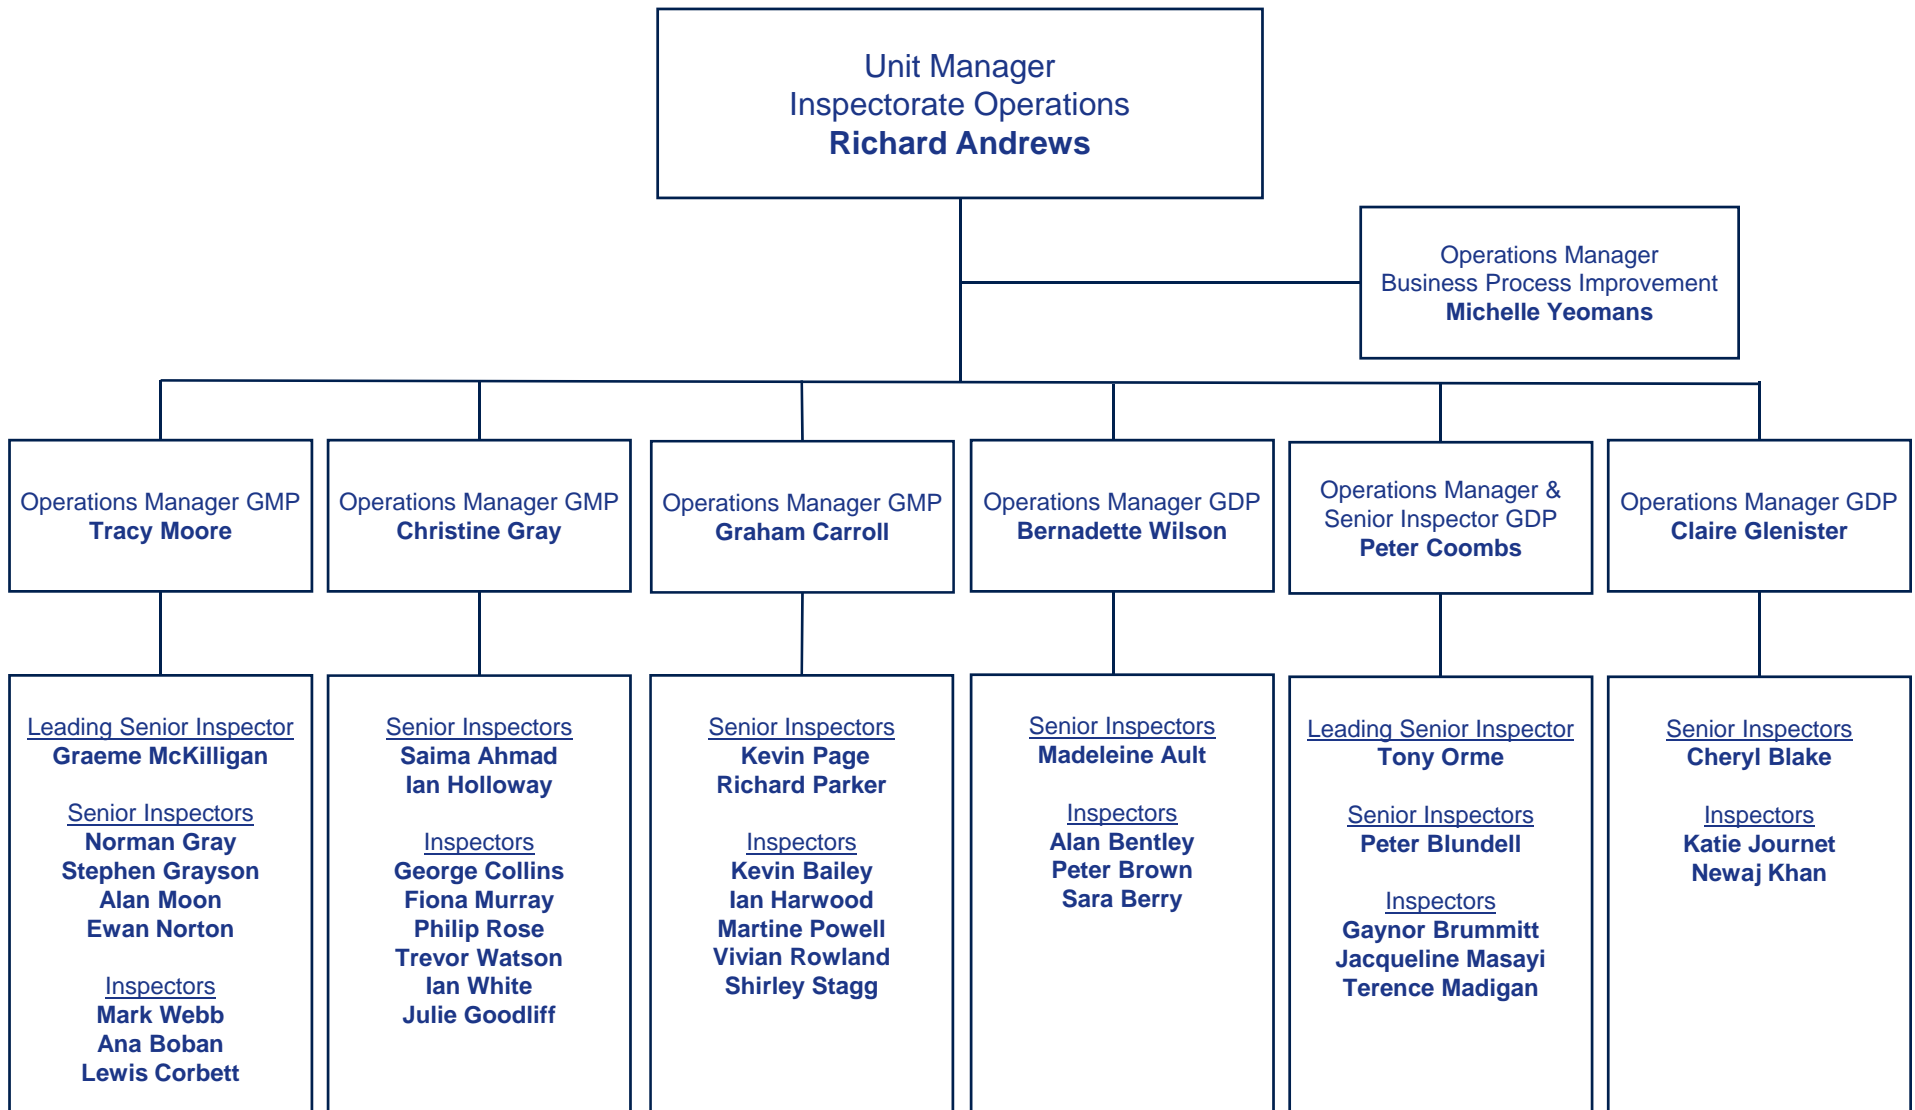 Unit Manager
Inspectorate Operations
Richard Andrews
Operations Manager
Business Process Improvement
Michelle Yeomans
Operations Manager GMP
Tracy Moore
Operations Manager GMP
Christine Gray
Operations Manager GMP
Graham Carroll
Operations Manager GDP
Bernadette Wilson
Operations Manager &
Senior Inspector GDP
Peter Coombs
Operations Manager GDP
Claire Glenister
Leading Senior Inspector
Graeme McKilligan
Senior Inspectors
Norman Gray
Stephen Grayson
Alan Moon
Ewan Norton
Inspectors
Mark Webb
Ana Boban
Lewis Corbett
Senior Inspectors
Saima Ahmad
Ian Holloway
Inspectors
George Collins
Fiona Murray
Philip Rose
Trevor Watson
Ian White
Julie Goodliff
Senior Inspectors
Kevin Page
Richard Parker
Inspectors
Kevin Bailey
Ian Harwood
Martine Powell
Vivian Rowland
Shirley Stagg
Senior Inspectors
Madeleine Ault
Inspectors
Alan Bentley
Peter Brown
Sara Berry
Leading Senior Inspector
Tony Orme
Senior Inspectors
Peter Blundell
Inspectors
Gaynor Brummitt
Jacqueline Masayi
Terence Madigan
Senior Inspectors
Cheryl Blake
Inspectors
Katie Journet
Newaj Khan